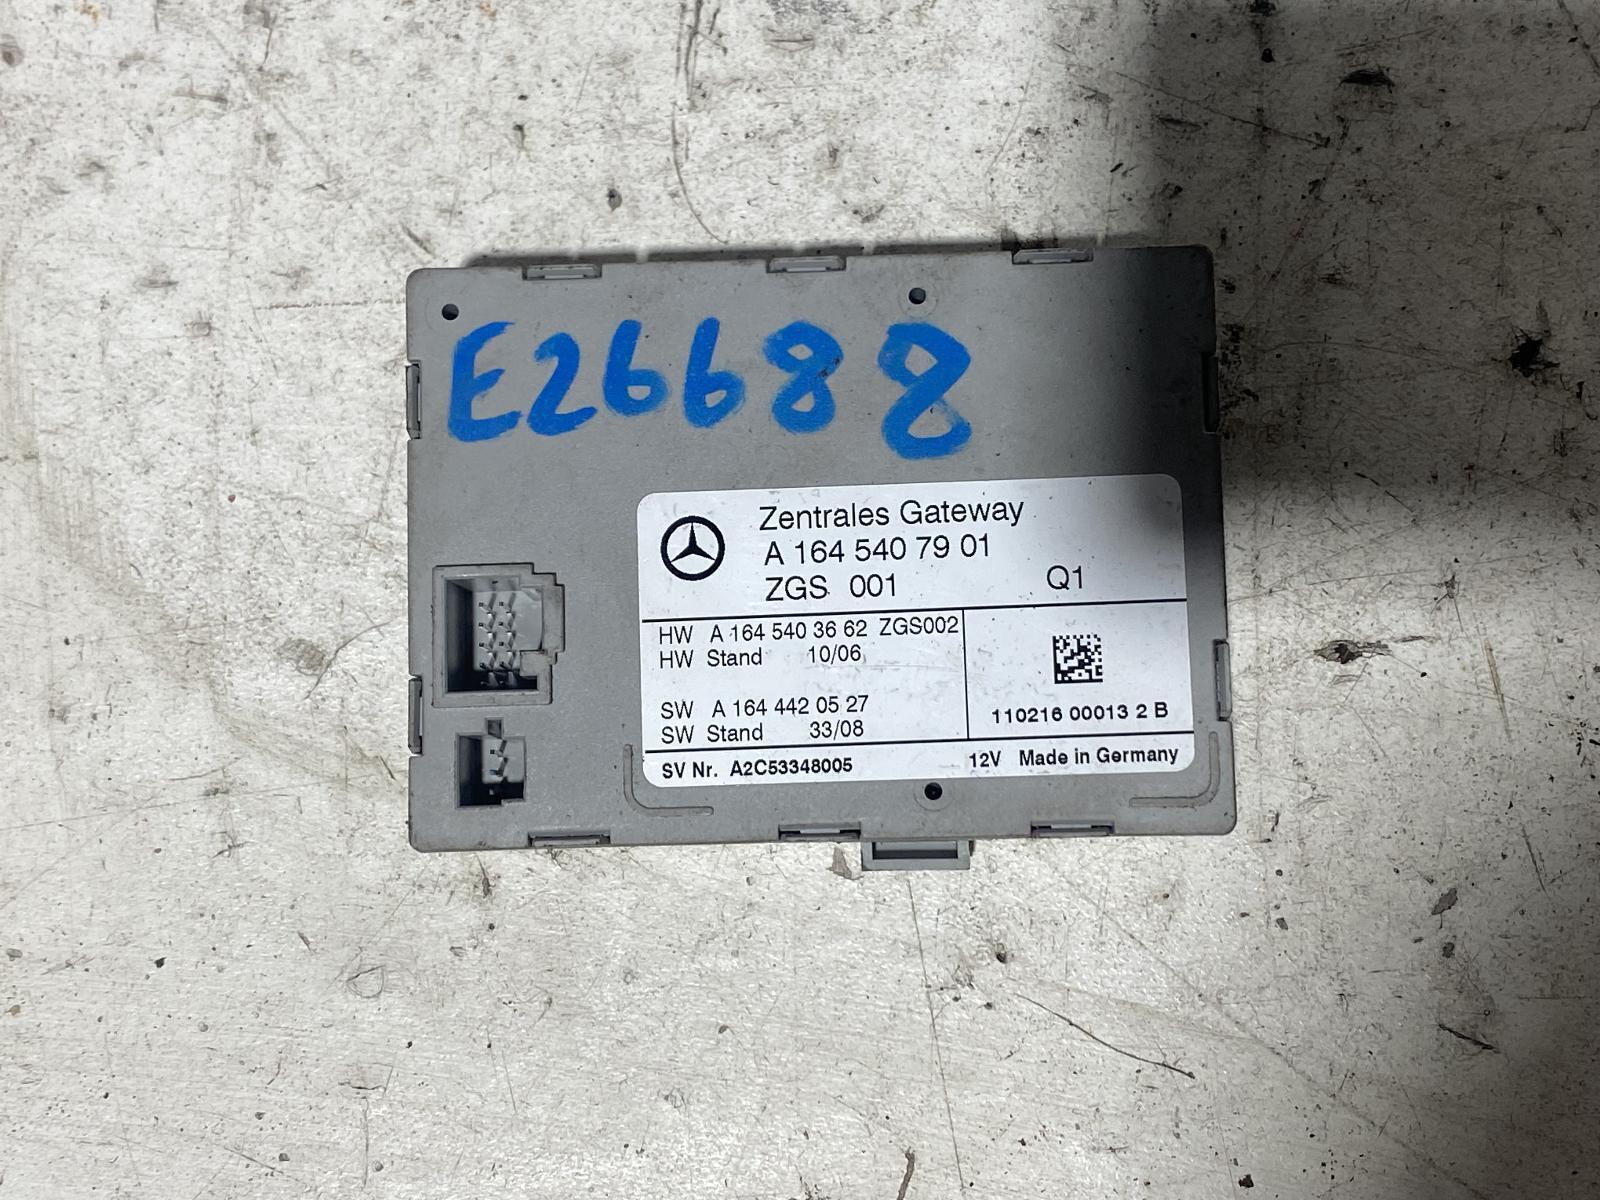 E26688
Zentrales Gateway
A 164 540 79 01
ZGS 001 Q1
HW A 164 540 36 62 ZGS002
HW Stand 10/06
SW A 164 442 05 27
SW Stand 33/08
110216 00013 2 B
SV Nr. A2C53348005 12V Made in Germany